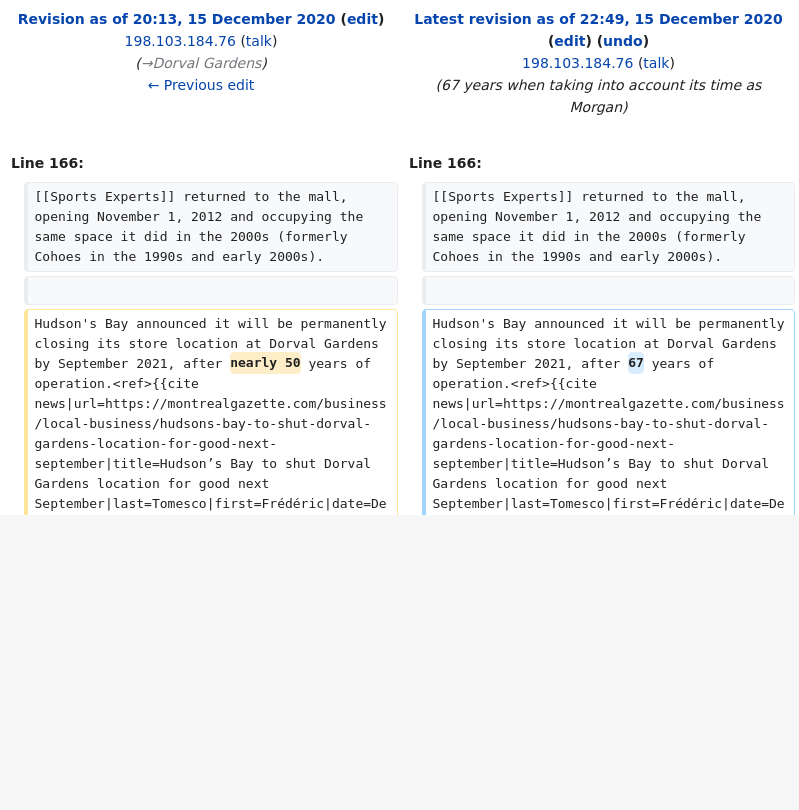 Revision as of 20:13, 15 December 2020 (edit)
198.103.184.76 (talk)
(→Dorval Gardens)
← Previous edit
Latest revision as of 22:49, 15 December 2020
(edit) (undo)
198.103.184.76 (talk)
(67 years when taking into account its time as
Morgan)
Line 166:
[[Sports Experts]] returned to the mall,
opening November 1, 2012 and occupying the
same space it did in the 2000s (formerly
Cohoes in the 1990s and early 2000s).
Hudson's Bay announced it will be permanently
closing its store location at Dorval Gardens
by September 2021, after nearly 50 years of
operation.<ref>{{cite
news|url=https://montrealgazette.com/business
/local-business/hudsons-bay-to-shut-dorval-
gardens-location-for-good-next-
september|title=Hudson’s Bay to shut Dorval
Gardens location for good next
September|last=Tomesco|first=Frédéric|date=De
Line 166:
[[Sports Experts]] returned to the mall,
opening November 1, 2012 and occupying the
same space it did in the 2000s (formerly
Cohoes in the 1990s and early 2000s).
Hudson's Bay announced it will be permanently
closing its store location at Dorval Gardens
by September 2021, after 67 years of
operation.<ref>{{cite
news|url=https://montrealgazette.com/business
/local-business/hudsons-bay-to-shut-dorval-
gardens-location-for-good-next-
september|title=Hudson’s Bay to shut Dorval
Gardens location for good next
September|last=Tomesco|first=Frédéric|date=De